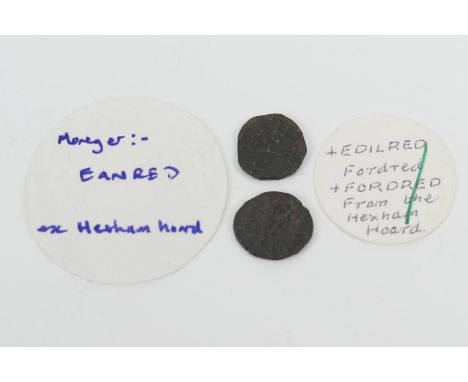 Moneyer:-
EANRED
ex Hexham hoard
+EDILRED
Fordred
+FORDRED
From the
Hexham
Hoard.